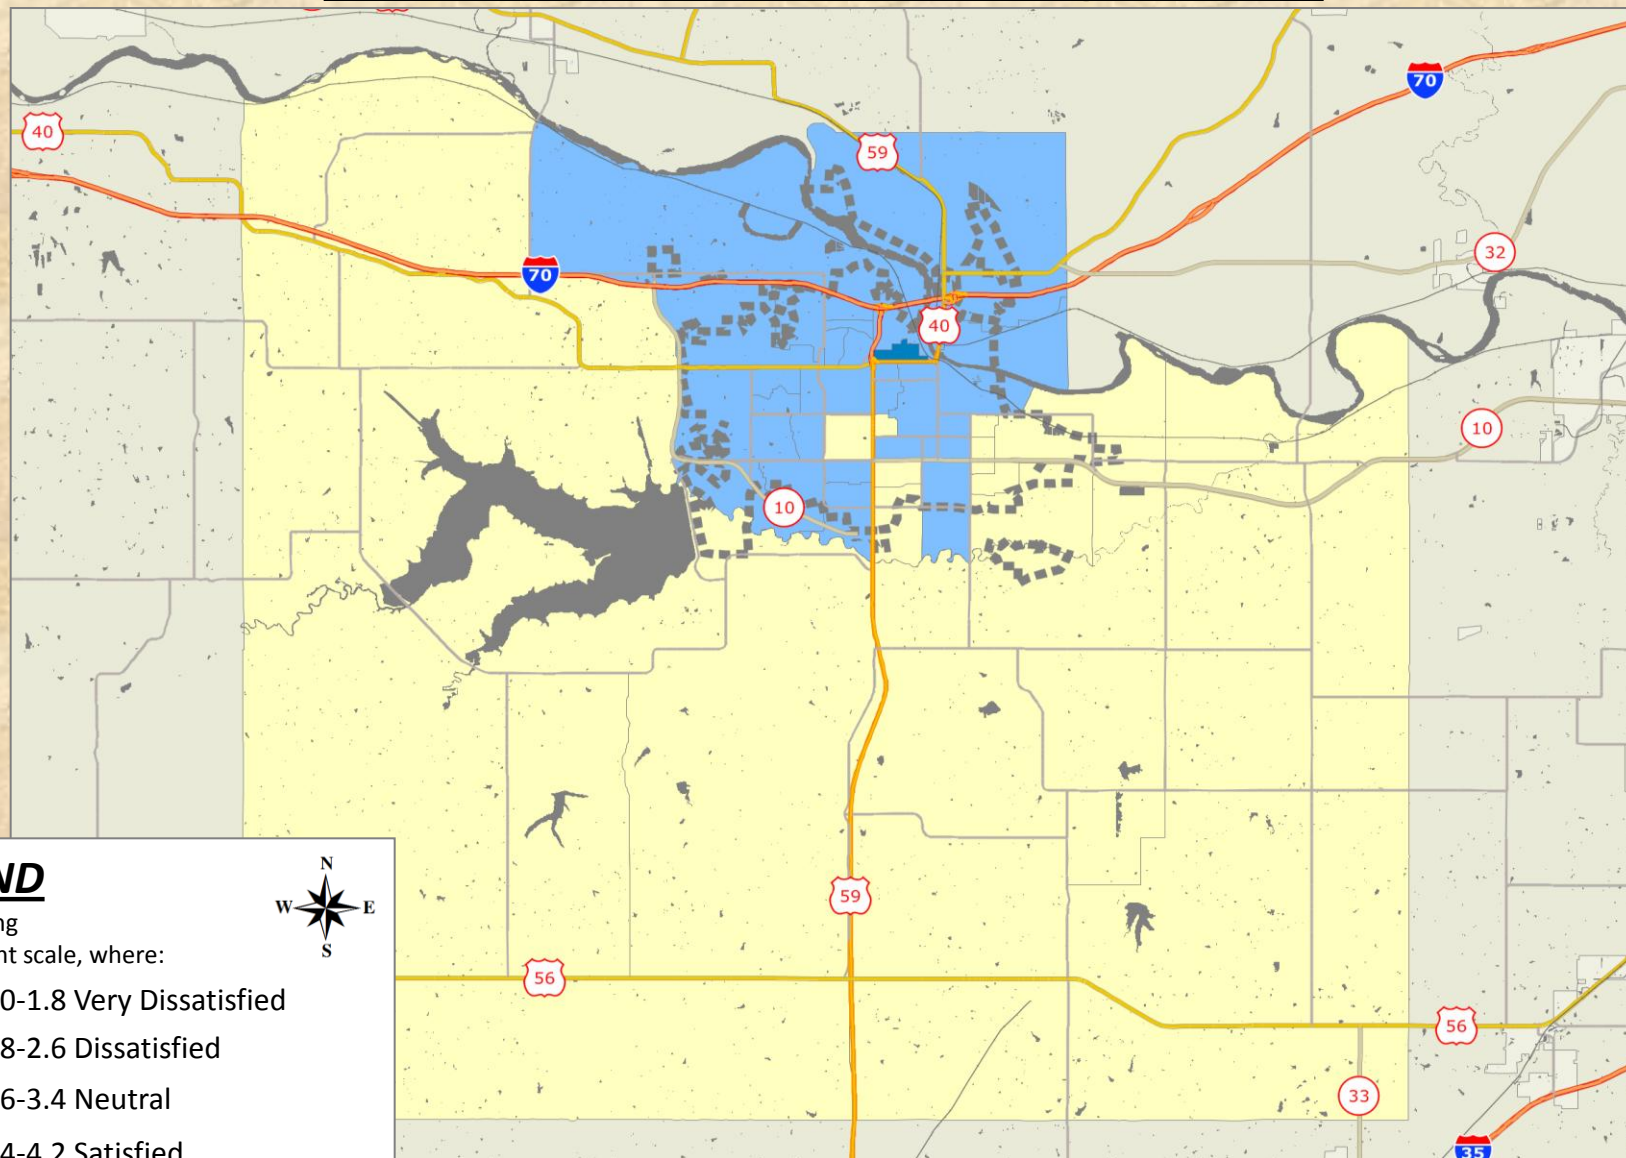 40
59
70
70
32
40
10
10
59
56
56
33
35
ND
N
W E
S
ng
nt scale, where:
0-1.8 Very Dissatisfied
8-2.6 Dissatisfied
6-3.4 Neutral
4-4.2 Satisfied